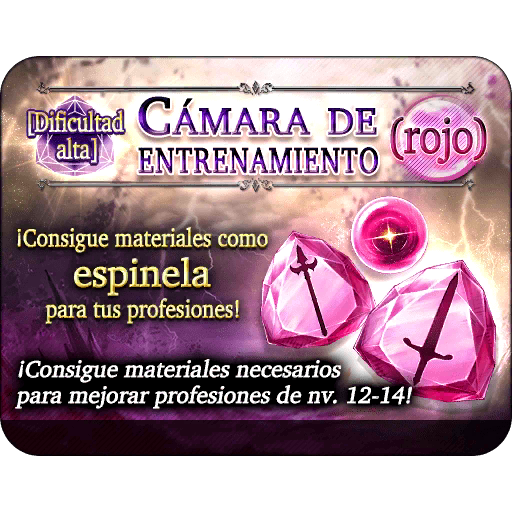 [Dificultad
alta]
CÁMARA DE
ENTRENAMIENTO
(rojo)
¡Consigue materiales como
espinela
para tus profesiones!
¡Consigue materiales necesarios
para mejorar profesiones de nv. 12-14!